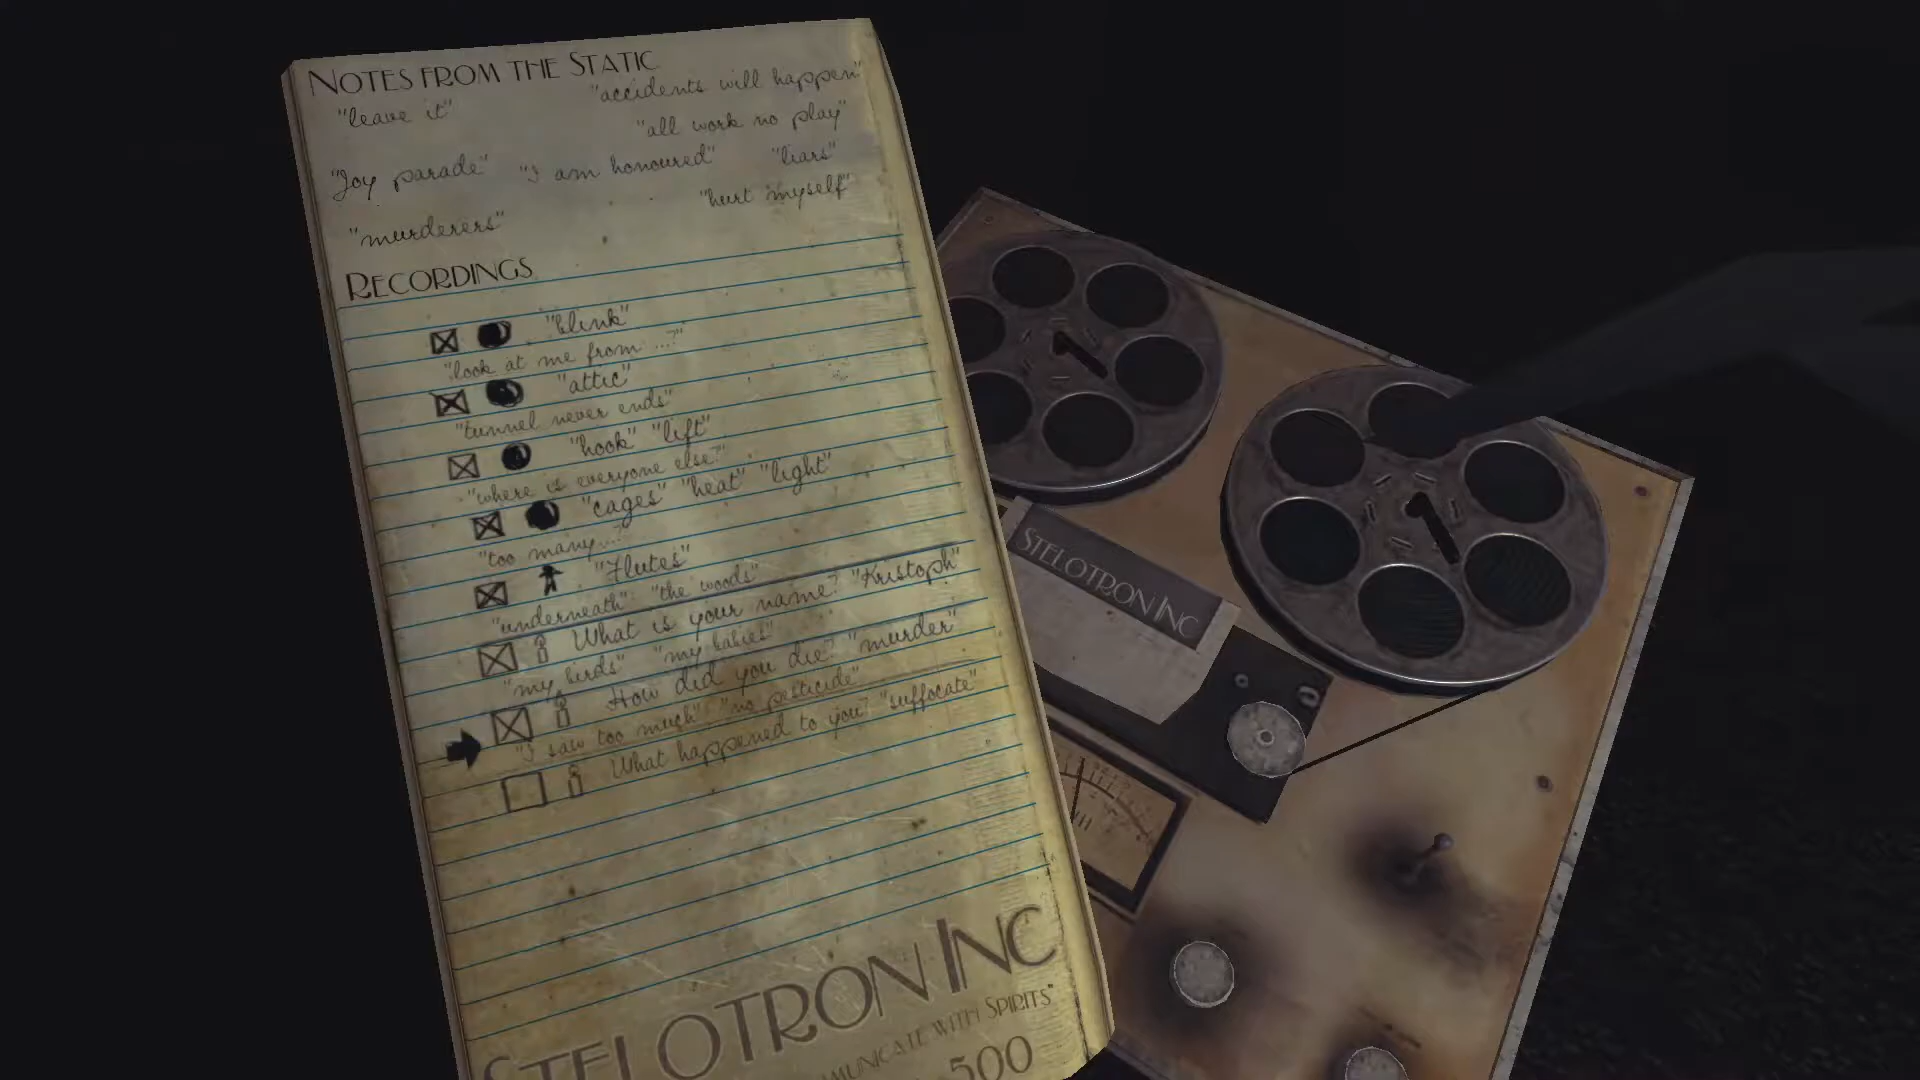 NOTES FROM THE STATIC
"leave it" "accidents will happen"
"all work no play"
"Joy parade" "I am honoured" "liars"
"hurt myself"
"murderers"
RECORDINGS
"blink"
"look at me from ...?"
"attic"
"tunnel never ends"
"hook" "lift"
"where is everyone else?"
"cages" "heat" "light"
"too many...?"
"Flutes"
"underneath" "the woods"
What is your name? "Kristoph"
"my birds" "my babies"
How did you die? "murder"
"I saw too much" "no pesticide"
What happened to you? "suffocate"
STELOTRON INC
MMUNICATE WITH SPIRITS"
500
STELOTRON INC